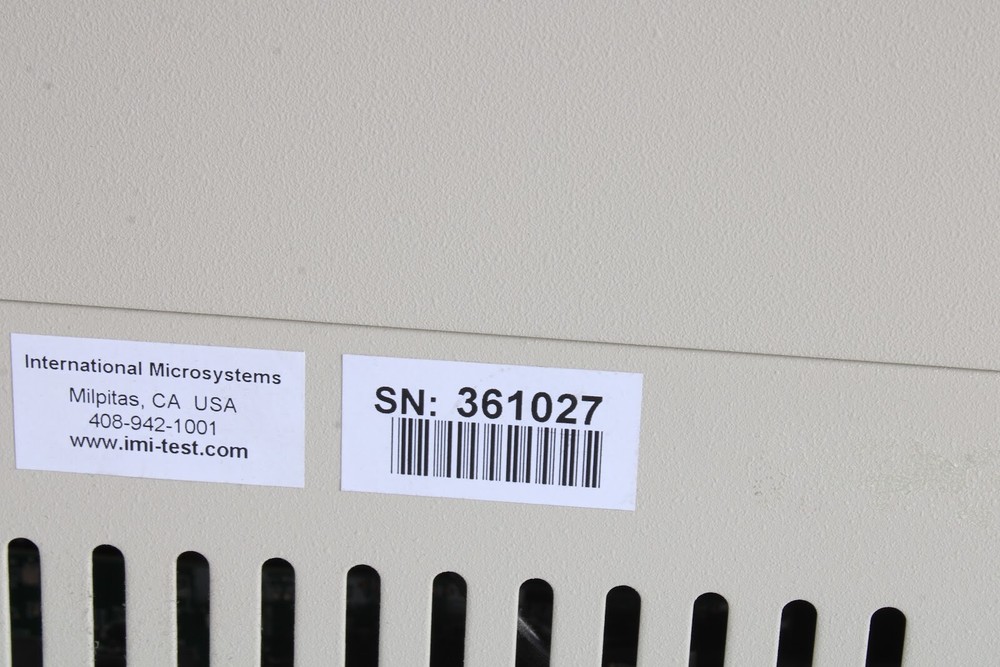 International Microsystems
Milpitas, CA USA
408-942-1001
www.imi-test.com
SN: 361027